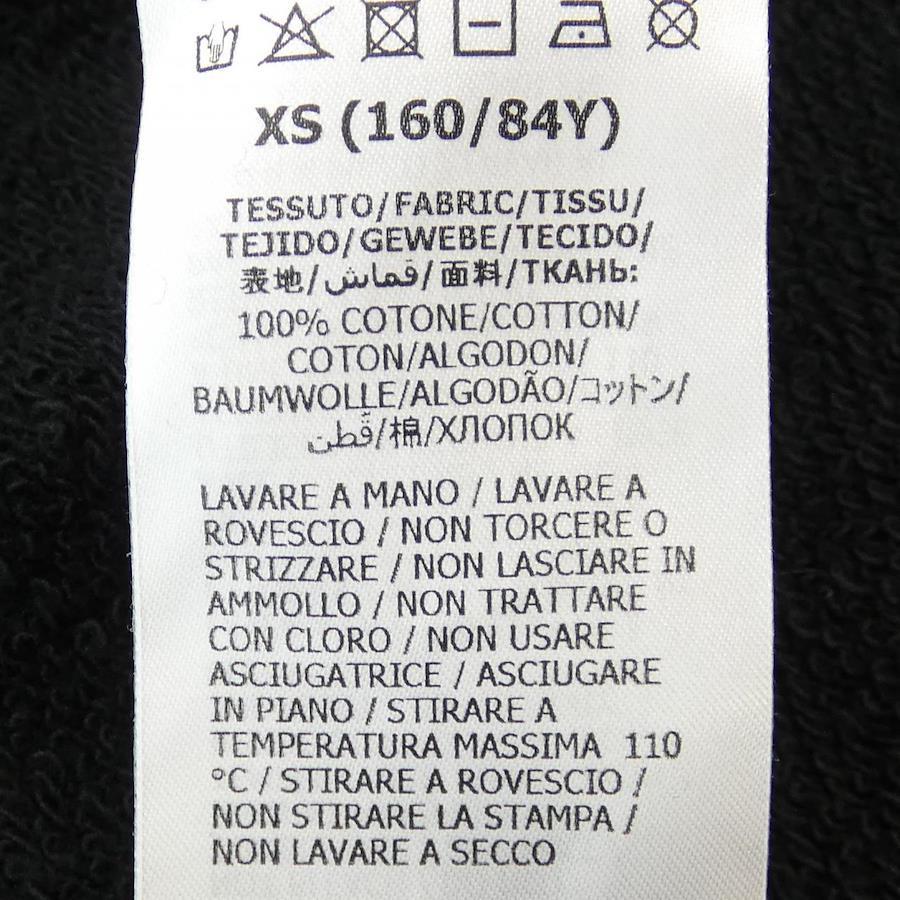 XS (160/84Y)
TESSUTO/FABRIC/TISSU/
TEJIDO/GEWEBE/TECIDO/
表地/قماش/面料/ТКАНЬ:
100% COTONE/COTTON/
COTON/ALGODON/
BAUMWOLLE/ALGODÃO/コットン/
قُطن/棉/ХЛОПОК
LAVARE A MANO / LAVARE A
ROVESCIO / NON TORCERE O
STRIZZARE / NON LASCIARE IN
AMMOLLO / NON TRATTARE
CON CLORO / NON USARE
ASCIUGATRICE / ASCIUGARE
IN PIANO / STIRARE A
TEMPERATURA MASSIMA 110
°C / STIRARE A ROVESCIO /
NON STIRARE LA STAMPA /
NON LAVARE A SECCO